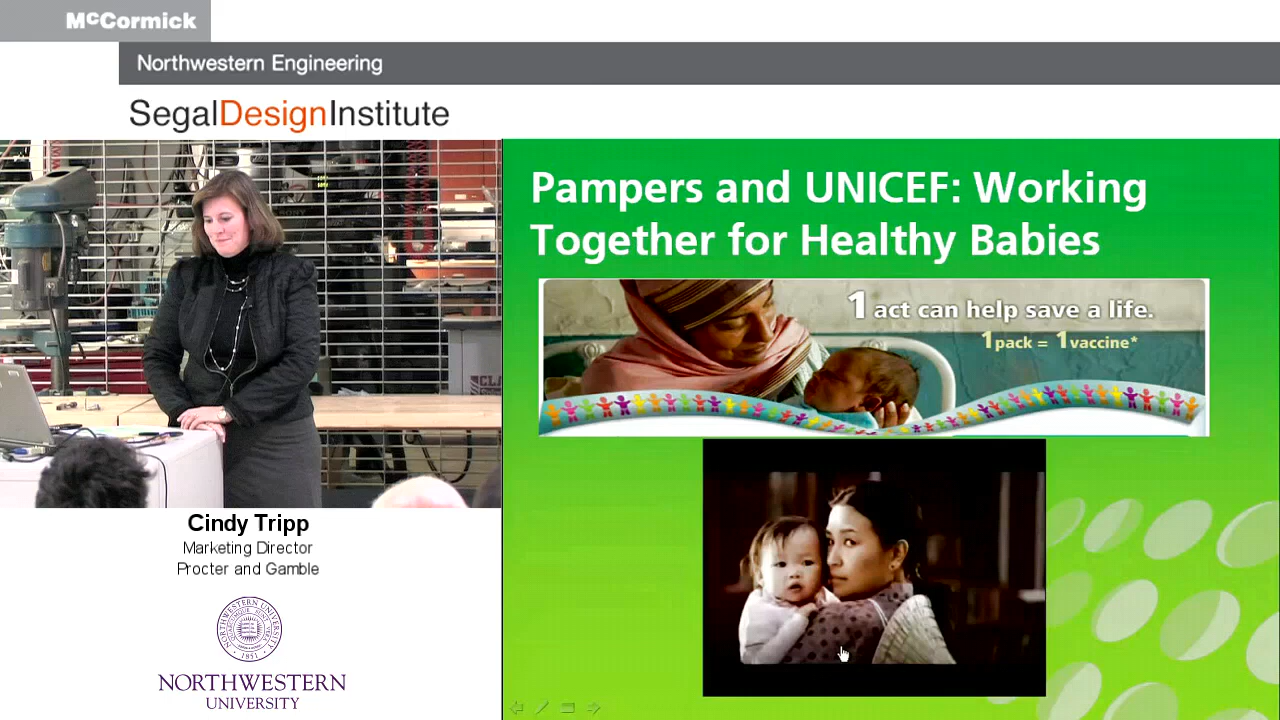 McCormick
Northwestern Engineering
SegalDesignInstitute
Pampers and UNICEF: Working
Together for Healthy Babies
1 act can help save a life.
1 pack = 1 vaccine*
Cindy Tripp
Marketing Director
Procter and Gamble
1851
NORTHWESTERN
UNIVERSITY